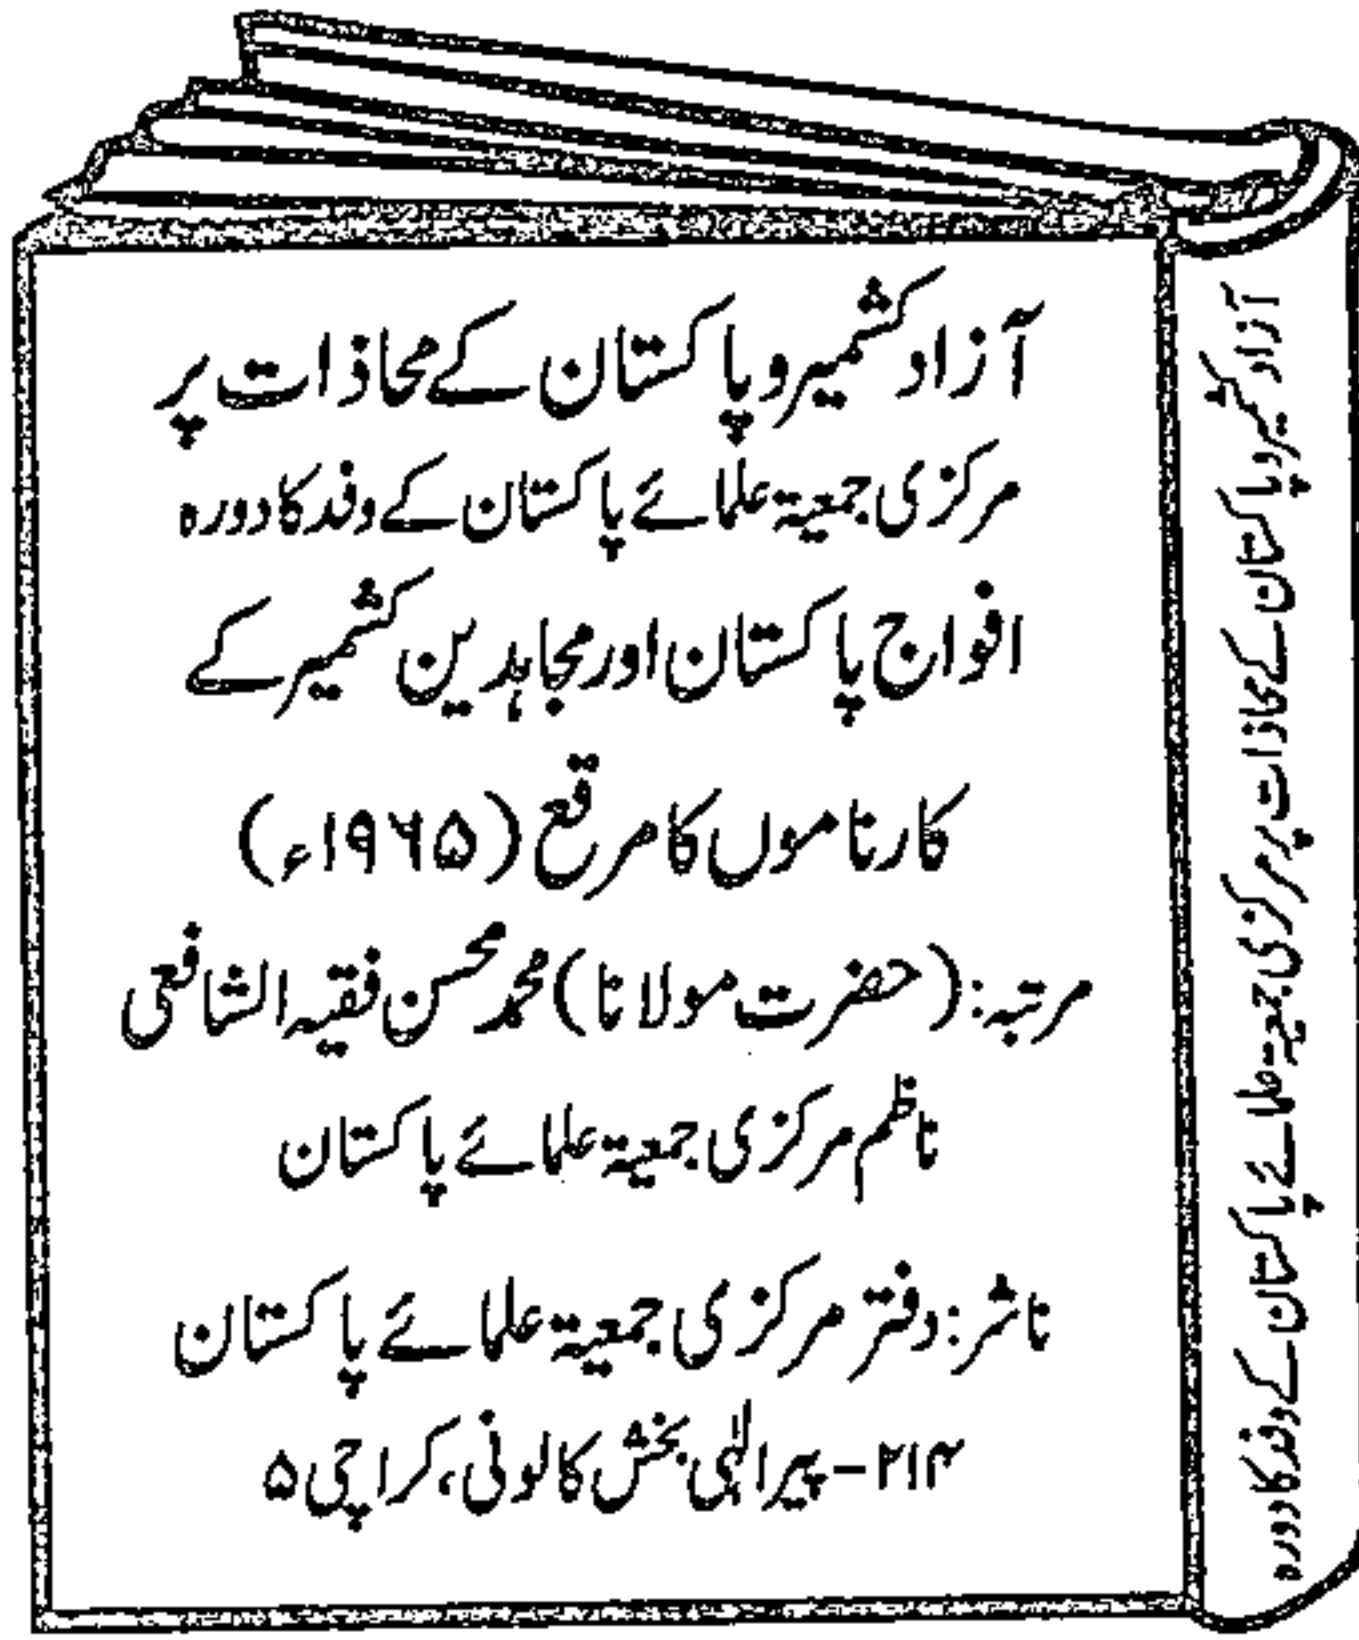 آزاد کشمیر و پاکستان کے محاذات پر
مرکزی جمعیۃ علمائے پاکستان کے وفد کا دورہ
افواج پاکستان اور مجاہدین کشمیر کے
کارناموں کا مرقع (۱۹۶۵ء)
مرتبہ: (حضرت مولانا) محمد محسن فقیہ الشافعی
ناظم مرکزی جمعیۃ علمائے پاکستان
ناشر: دفتر مرکزی جمعیۃ علمائے پاکستان
۲۱۴- پیر الٰہی بخش کالونی، کراچی ۵
آزاد کشمیر و پاکستان کے محاذات پر مرکزی جمعیۃ علمائے پاکستان کے وفد کا دورہ